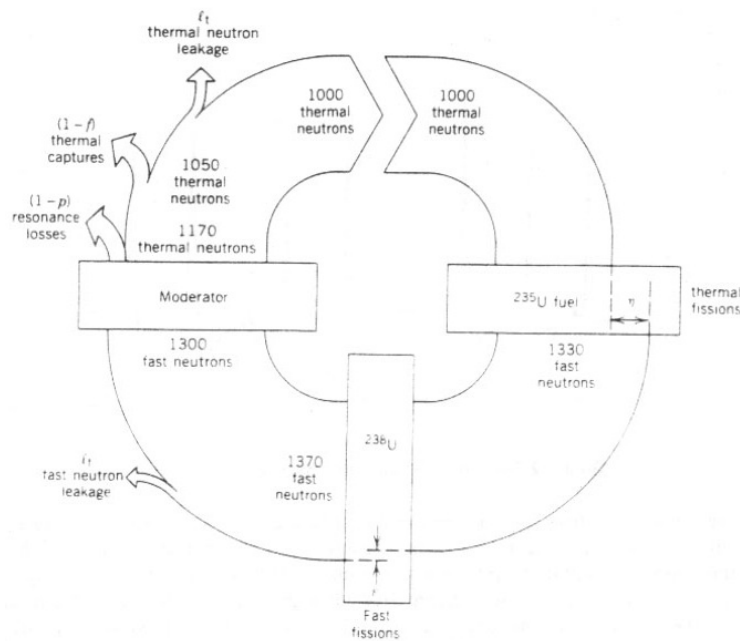 ℓt
thermal neutron
leakage
1000
thermal
neutrons
1000
thermal
neutrons
(1-f)
thermal
captures
1050
thermal
neutrons
(1-p)
resonance
losses
1170
thermal neutrons
Moderator
²³⁵U fuel
η
thermal
fissions
1300
fast neutrons
1330
fast
neutrons
²³⁸U
1370
fast
neutrons
fast neutron
leakage
Fast
fissions